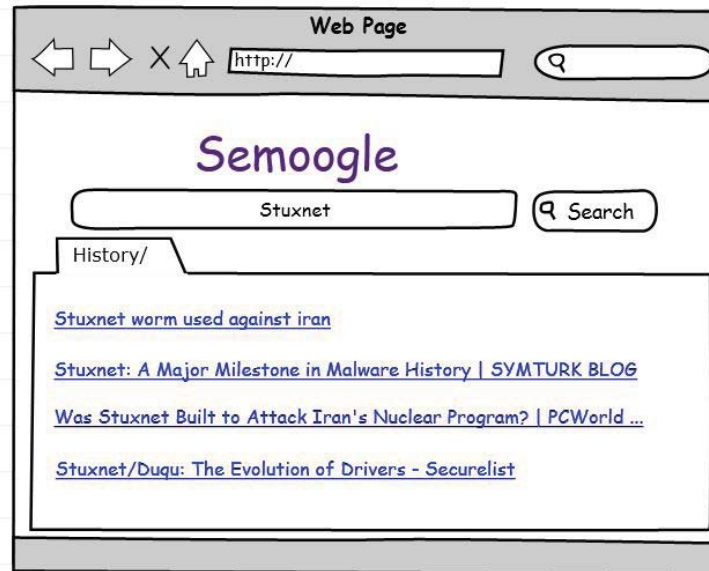 Web Page
http://
Semoogle
Stuxnet
Search
History/
Stuxnet worm used against iran
Stuxnet: A Major Milestone in Malware History | SYMTURK BLOG
Was Stuxnet Built to Attack Iran's Nuclear Program? | PCWorld ...
Stuxnet/Duqu: The Evolution of Drivers - Securelist